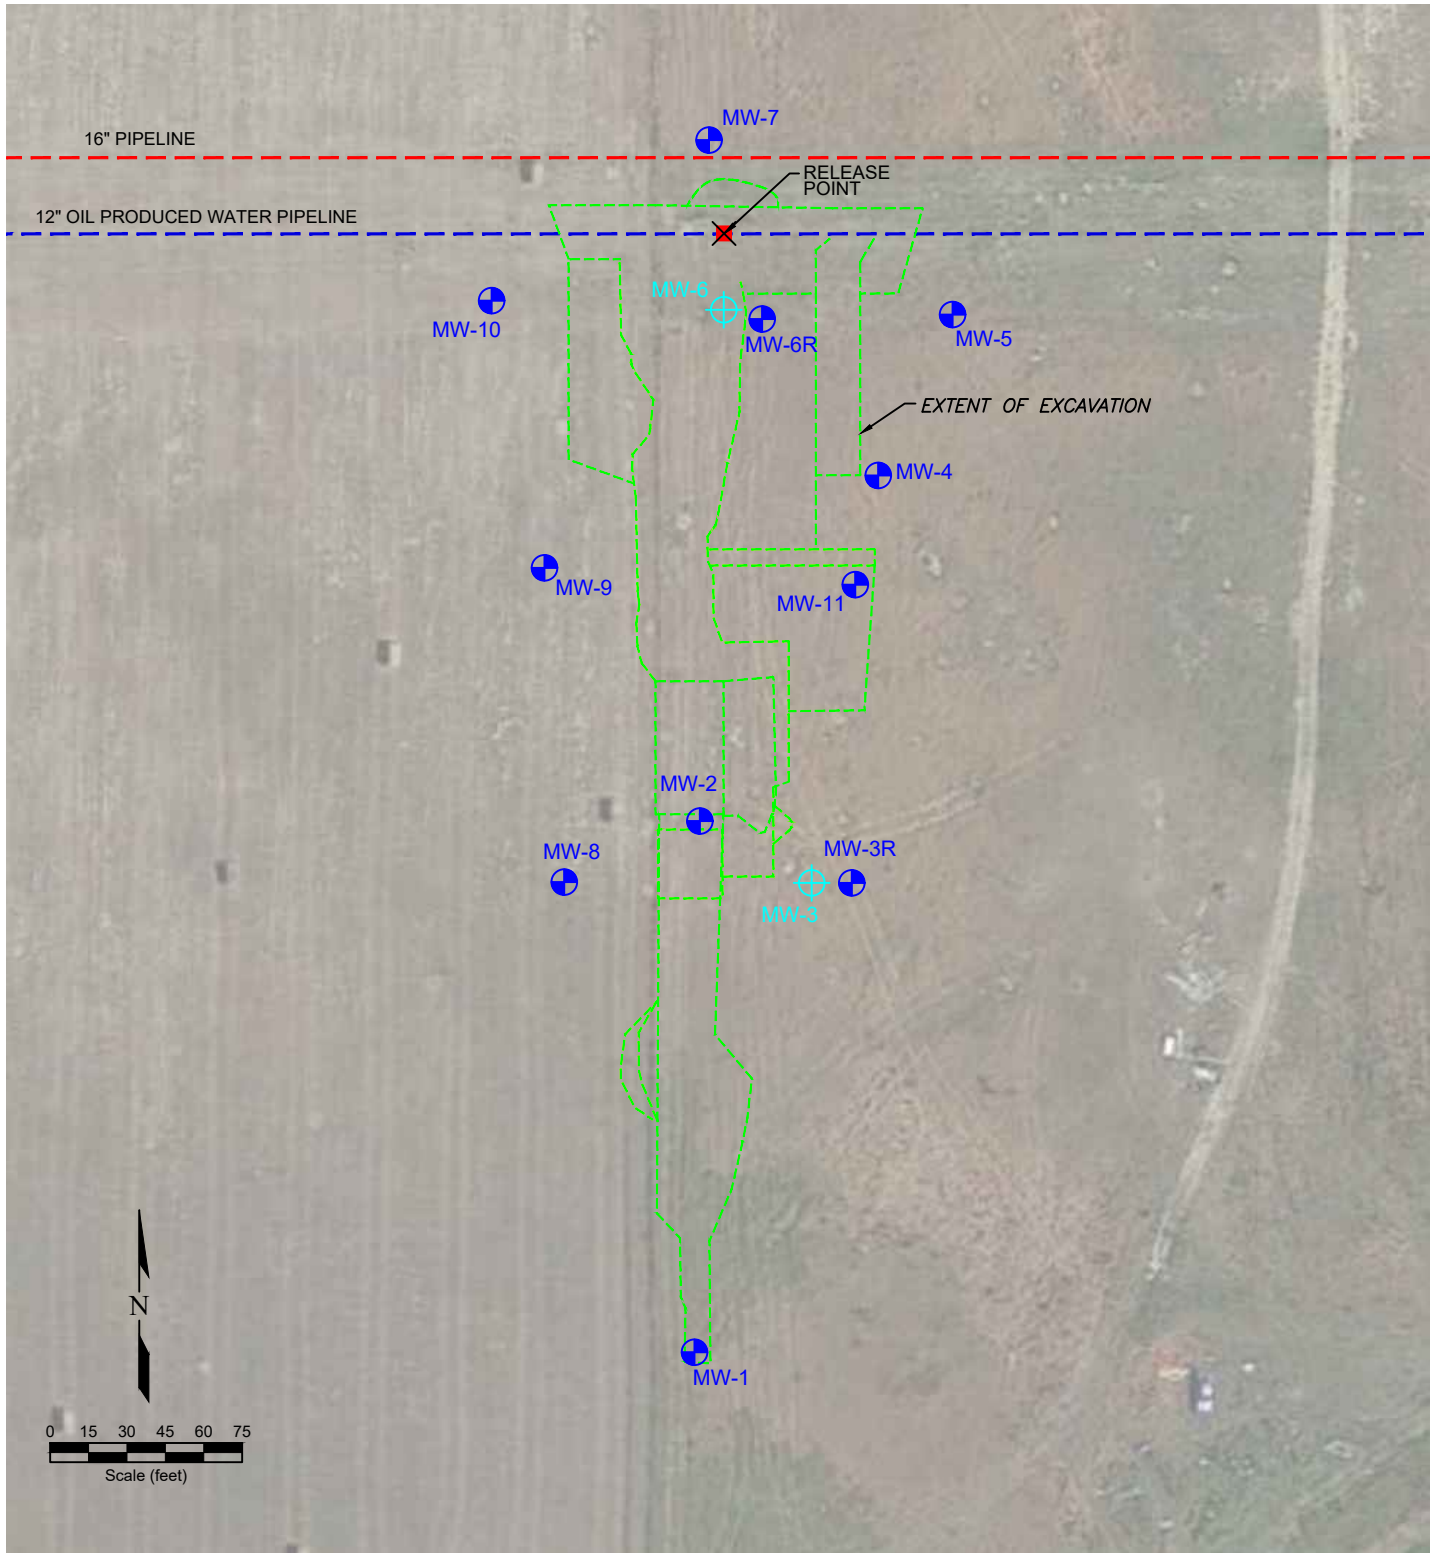 MW-7
16" PIPELINE
RELEASE
POINT
12" OIL PRODUCED WATER PIPELINE
MW-6
MW-10
MW-6R
MW-5
EXTENT OF EXCAVATION
MW-4
MW-9
MW-11
MW-2
MW-8
MW-3R
MW-3
N
MW-1
0 15 30 45 60 75
Scale (feet)